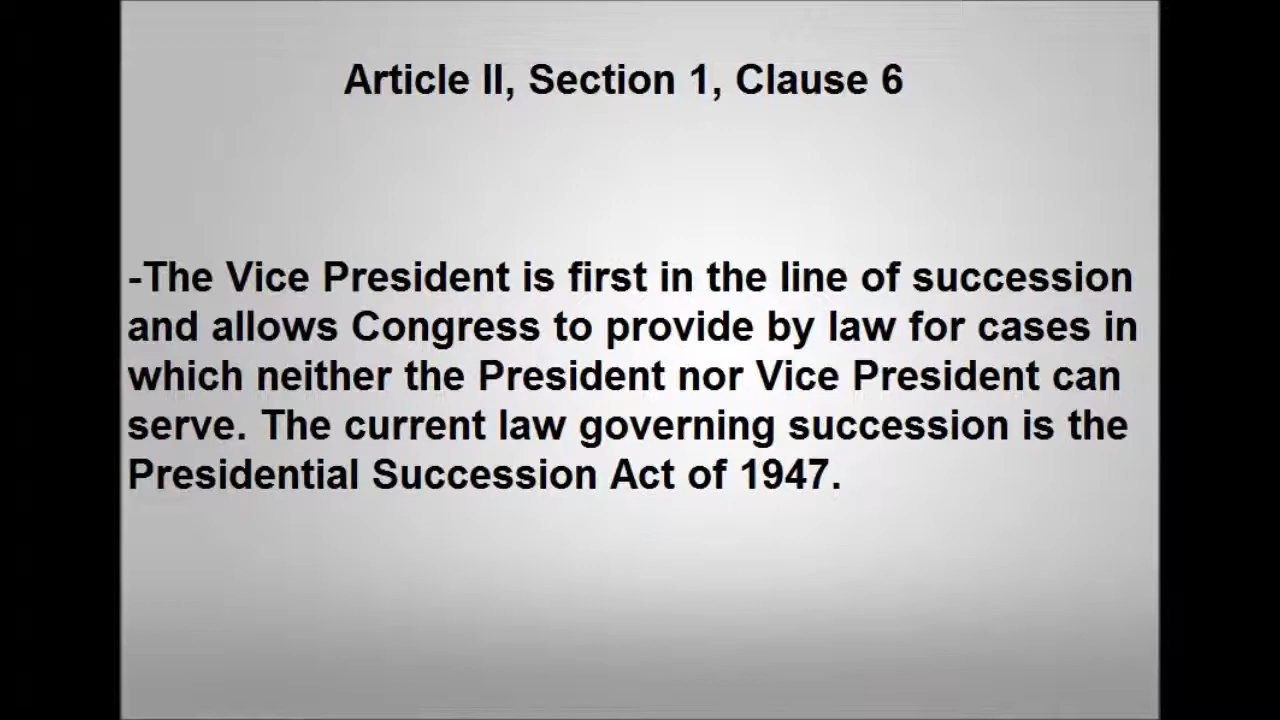 Article II, Section 1, Clause 6
-The Vice President is first in the line of succession
and allows Congress to provide by law for cases in
which neither the President nor Vice President can
serve. The current law governing succession is the
Presidential Succession Act of 1947.